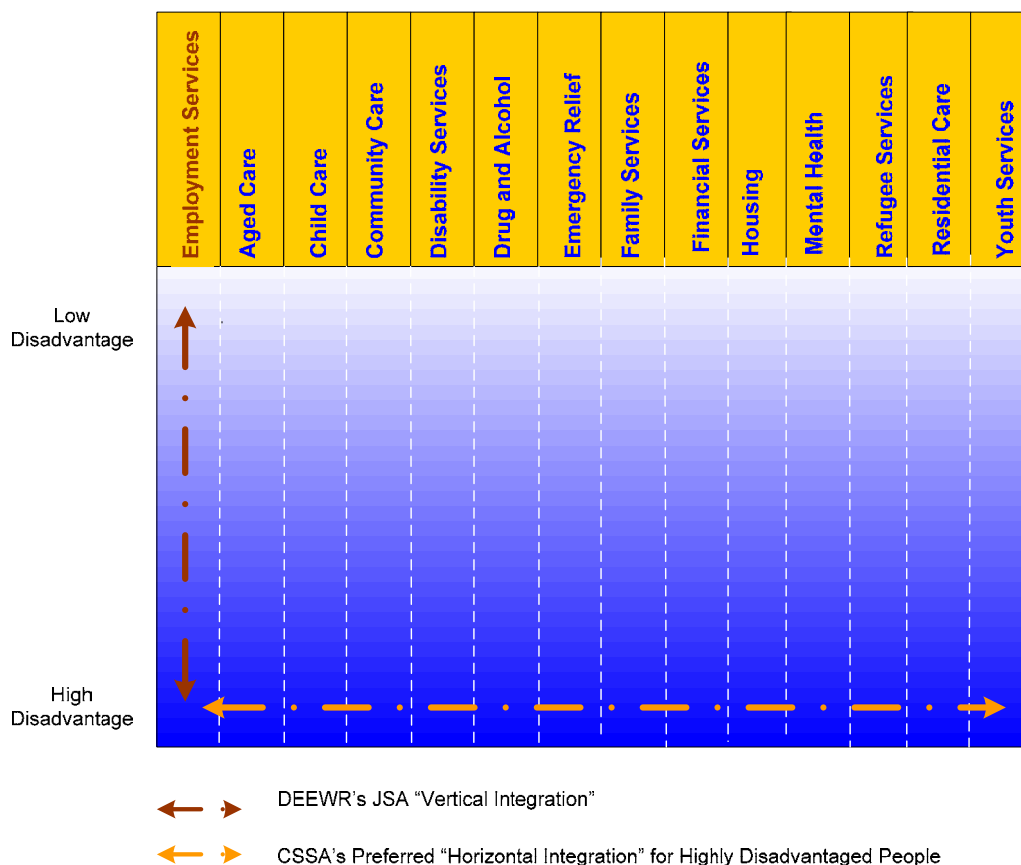 Employment Services
Aged Care
Child Care
Community Care
Disability Services
Drug and Alcohol
Emergency Relief
Family Services
Financial Services
Housing
Mental Health
Refugee Services
Residential Care
Youth Services
Low
Disadvantage
High
Disadvantage
DEEWR's JSA “Vertical Integration”
CSSA's Preferred “Horizontal Integration” for Highly Disadvantaged People